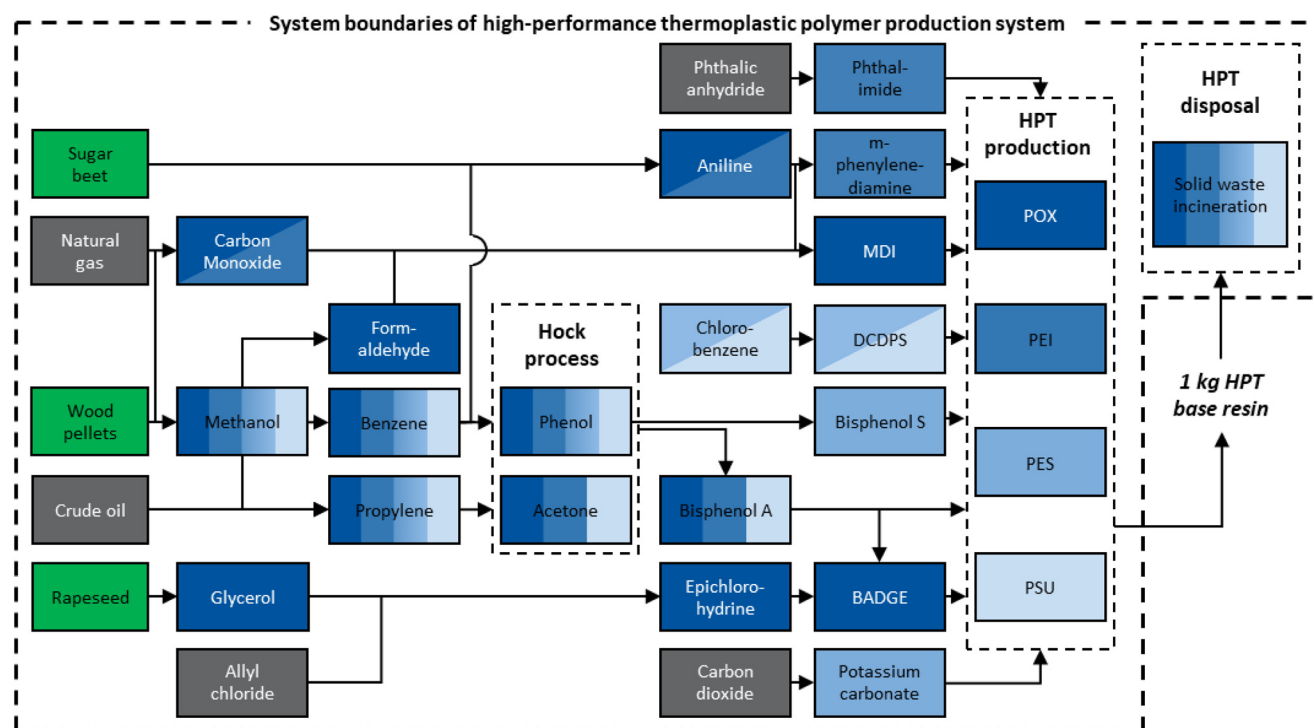 System boundaries of high-performance thermoplastic polymer production system
Phthalic
anhydride
Phthal-
imide
HPT
disposal
HPT
production
Sugar
beet
Aniline
m-
phenylene-
diamine
Solid waste
incineration
POX
Natural
gas
Carbon
Monoxide
MDI
Form-
aldehyde
Hock
process
Chloro-
benzene
DCDPS
PEI
1 kg HPT
base resin
Wood
pellets
Methanol
Benzene
Phenol
Bisphenol S
PES
Crude oil
Propylene
Acetone
Bisphenol A
Rapeseed
Glycerol
Epichloro-
hydrine
BADGE
PSU
Allyl
chloride
Carbon
dioxide
Potassium
carbonate